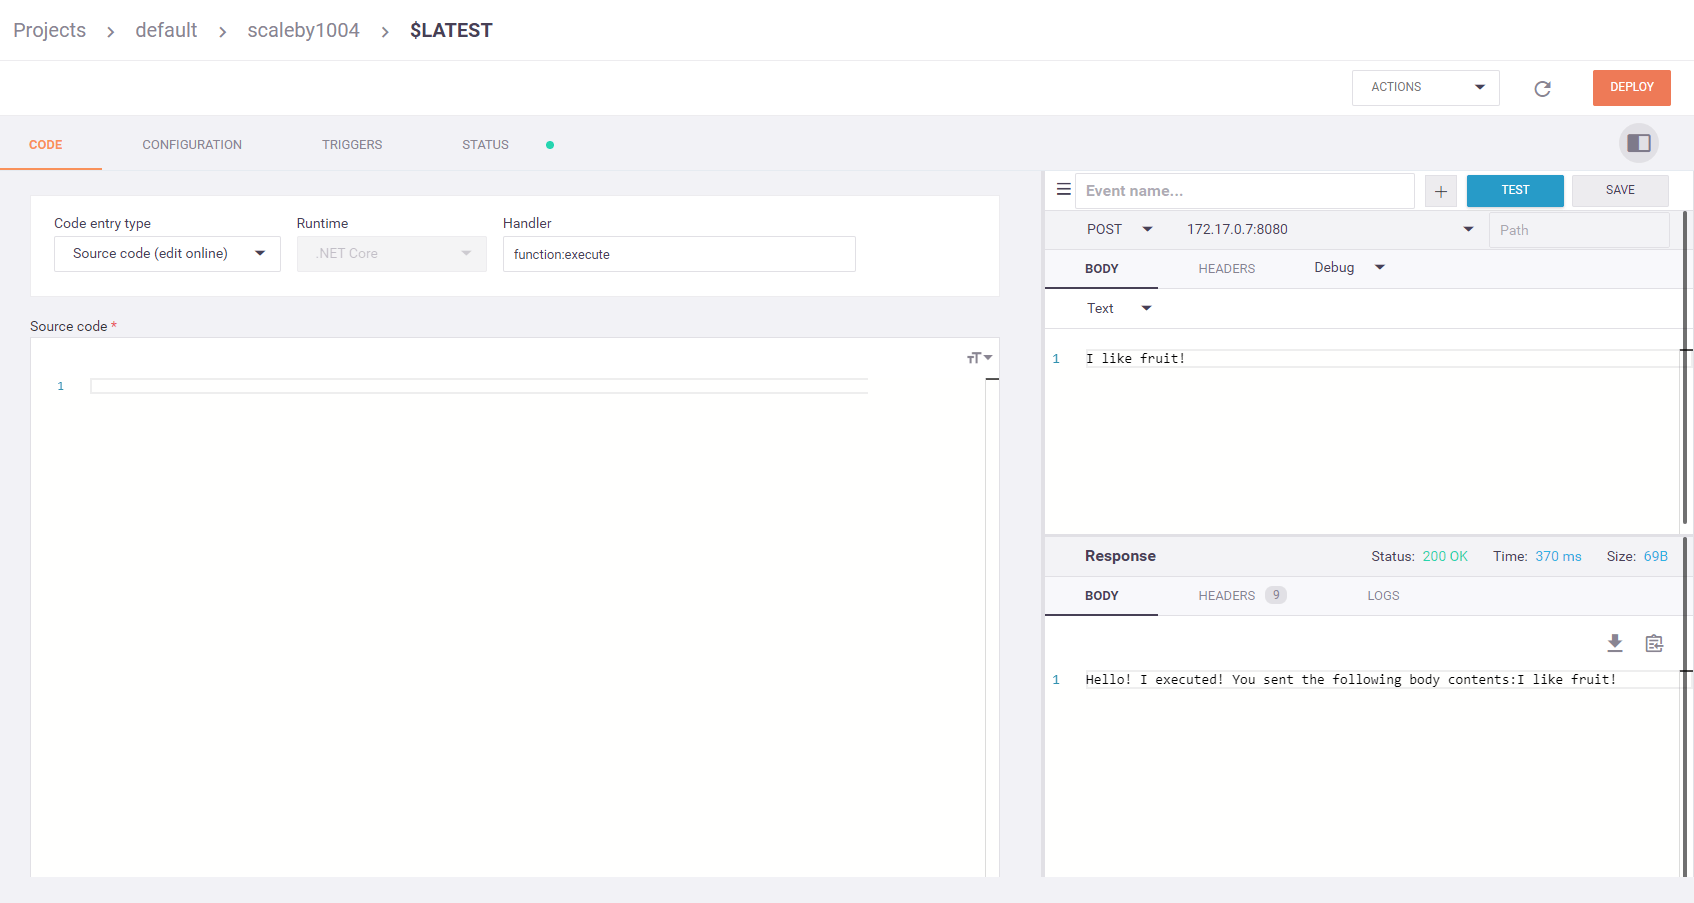 Projects > default > scaleby1004 > $LATEST
ACTIONS
DEPLOY
CODE CONFIGURATION TRIGGERS STATUS
Event name... + TEST SAVE
Code entry type Runtime Handler
Source code (edit online) .NET Core function:execute
POST 172.17.0.7:8080 Path
BODY HEADERS Debug
Text
1 I like fruit!
Source code *
TT
1
Response Status: 200 OK Time: 370 ms Size: 69B
BODY HEADERS 9 LOGS
1 Hello! I executed! You sent the following body contents:I like fruit!